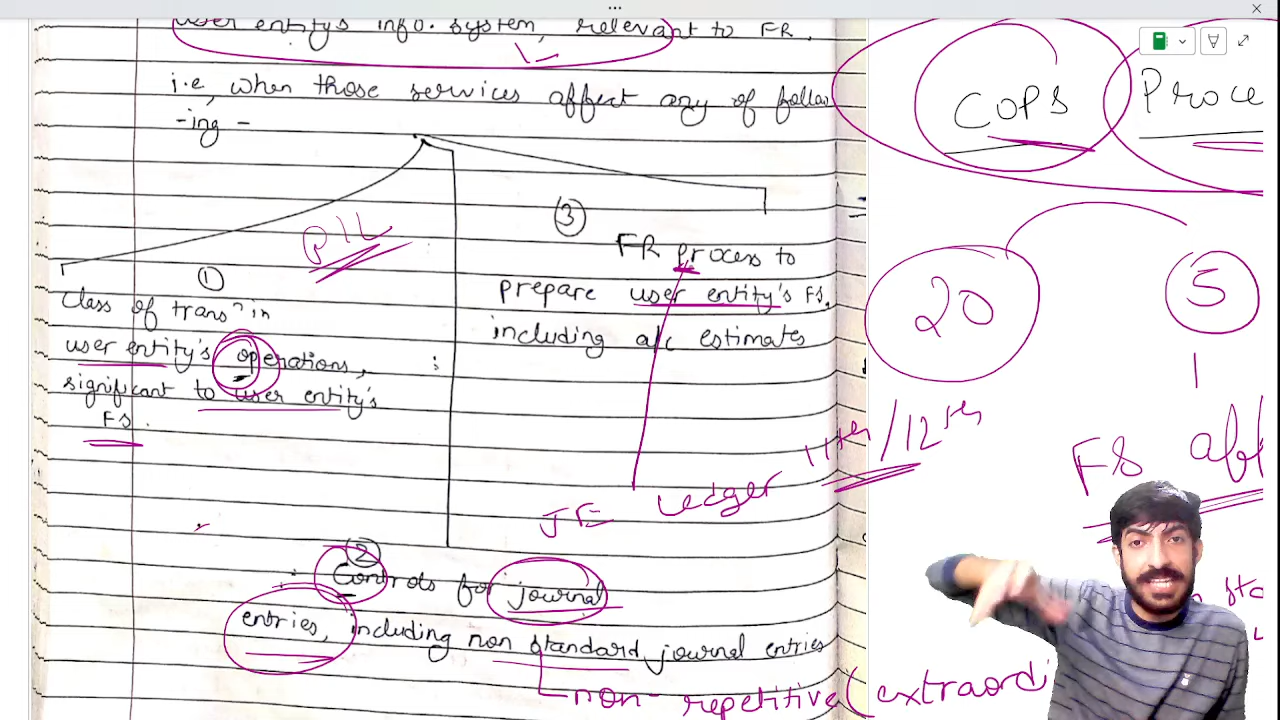 user entity's info. system, relevant to FR.
i.e, when those services affect any of follow
-ing -
P/L
①
Class of transⁿ in
user entity's operations,
significant to user entity's
FS.
③
FR process to
prepare user entity's FS,
including a/c estimates
JE Ledger 11th/12th
②
Controls for journal
entries, including non standard journal entries
non-repetitive (extraordi
COPS
Proce
20
5
FS